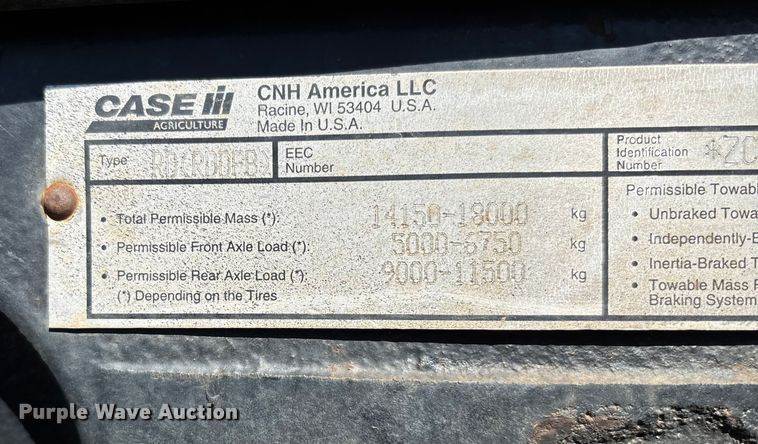 CASE IH
AGRICULTURE
CNH America LLC
Racine, WI 53404 U.S.A.
Made In U.S.A.
Type
EEC
Number
Product
Identification
Number *ZC
• Total Permissible Mass (*): 14150-18000 kg
• Permissible Front Axle Load (*): 5000-6750 kg
• Permissible Rear Axle Load (*): 9000-11500 kg
(*) Depending on the Tires
Permissible Towabl
• Unbraked Towa
• Independently-B
• Inertia-Braked T
• Towable Mass
Braking System
Purple Wave Auction